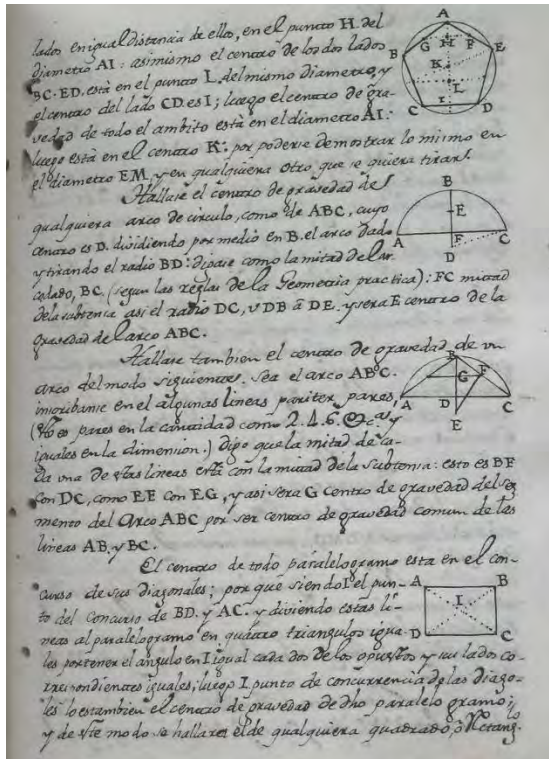 lados en igual distancia de ellos, en el punto H. del
diametro AI: asimismo el centro de los dos lados
BC. ED. està en el punto L. del mismo diametro, y
el centro del lado CD. es I; luego el centro de gra-
vedad de todo el ambito està en el diametro AI:
luego està en el centro K: por poderse demostrar lo mismo en
el diametro EM, y en qualquiera otro que se quiera tirar.
Hallase el centro de gravedad de
qualquiera arco de circulo, como de ABC, cuyo
centro es D. dividiendo por medio en B. el arco dado
y tirando el radio BD: digase como la mitad del ar-
co dado, BC. (segun las reglas de la Geometria practica): FC mitad
de la subtensa asi el radio DC, ù DB â DE. y sera E centro de la
gravedad del arco ABC.
Hallase tambien el centro de gravedad de un
arco del modo siguiente. Sea el arco ABC.
inscribanse en el algunas lineas pariter pares,
(esto es pares en la cantidad como 2. 4. 6. &c.ª y
iguales en la dimension.) digo que la mitad de ca-
da una de estas lineas està con la mitad de la subtensa: esto es BF
con DC, como EF con FG, y asi sera G centro de gravedad del seg
mento del Arco ABC por ser centro de gravedad comun de las
lineas AB. y BC.
El centro de todo paralelogramo esta en el con-
curso de sus diagonales; por què siendo I. el pun-
to del concurso de BD. y AC. y dividiendo estas li-
neas al paralelogramo en quatro triangulos igua-
les por tener el angulo en I igual cada dos de los opuestos y sus lados co-
rrespondientes iguales; luego I punto de concurrencia de las diago-
les lo es tambien el centro de gravedad de dho paralelogramo;
y de este modo se hallarà el de qualquiera quadrado, ò Rectang.lo
A
G H F
B E
K
L
C I D
B
E
A F C
D
B
G F
A D C
E
A B
I
D C